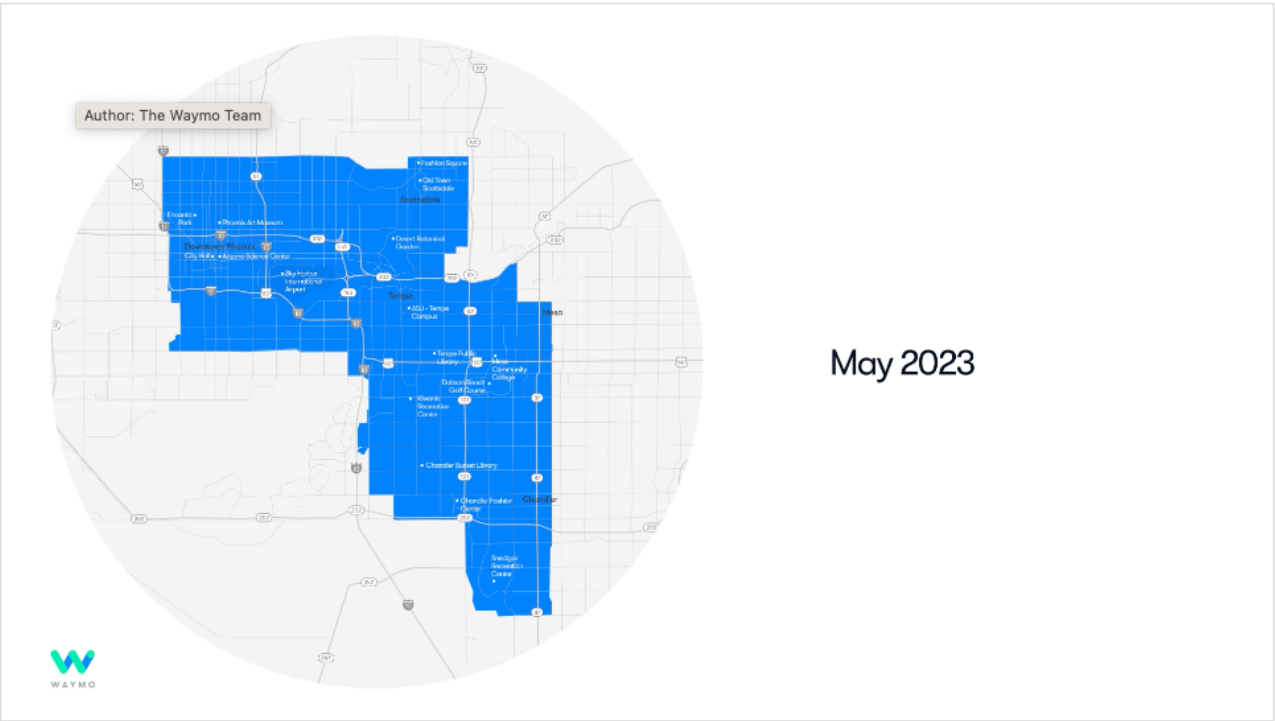 Author: The Waymo Team
Fashion Square
Old Town
Scottsdale
Scottsdale
Encanto
Park
Phoenix Art Museum
Desert Botanical
Garden
Downtown Phoenix
City Hall
Arizona Science Center
Sky Harbor
International
Airport
Tempe
ASU - Tempe
Campus
Mesa
Tempe Public
Library
Mesa
Community
College
Dobson Ranch
Golf Course
Kiwanis
Recreation
Center
May 2023
Chandler Sunset Library
Chandler Fashion
Center
Chandler
Snedigar
Recreation
Center
WAYMO